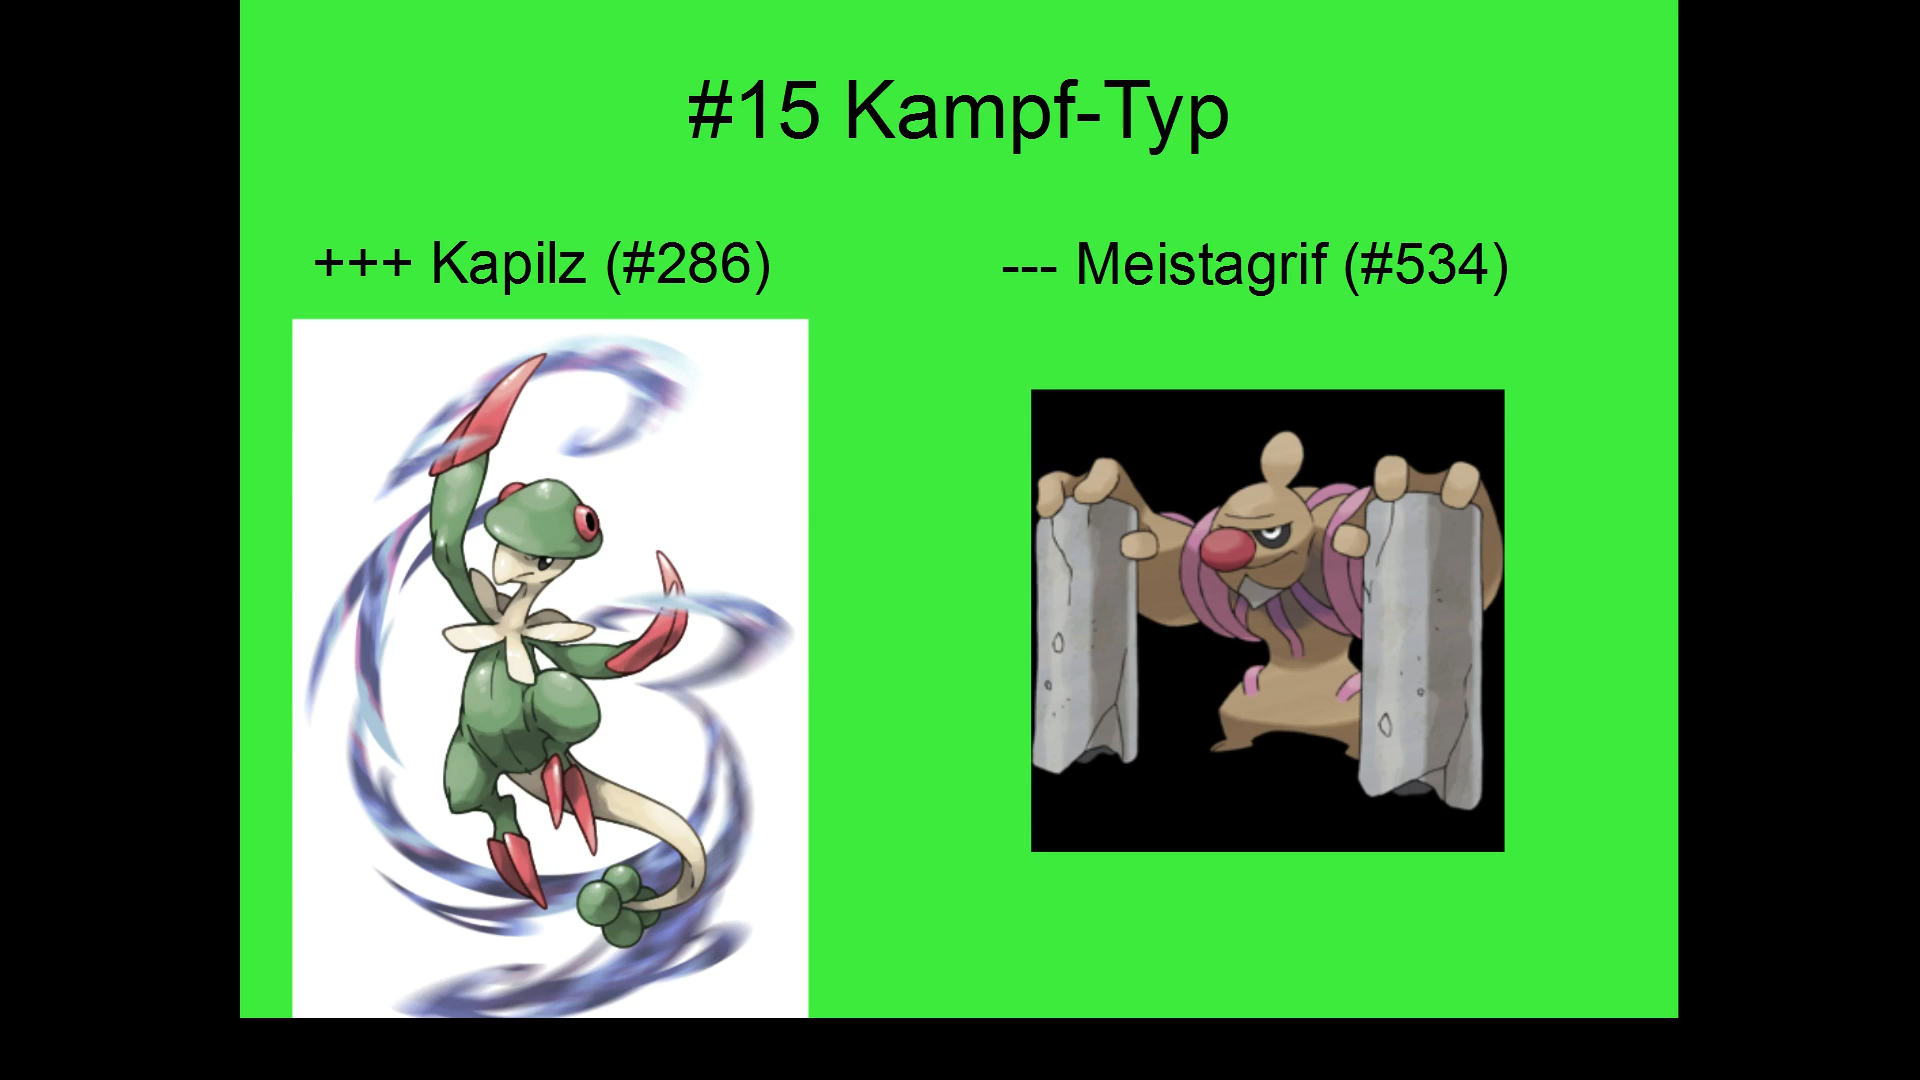 #15 Kampf-Typ
+++ Kapilz (#286)
--- Meistagrif (#534)